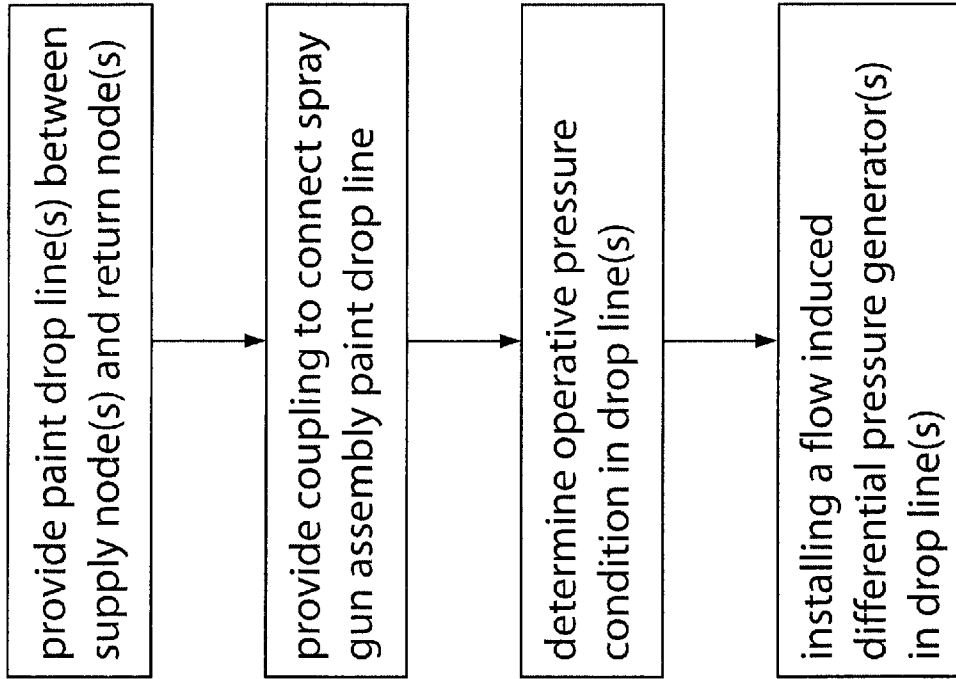 provide paint drop line(s) between
supply node(s) and return node(s)
provide coupling to connect spray
gun assembly paint drop line
determine operative pressure
condition in drop line(s)
installing a flow induced
differential pressure generator(s)
in drop line(s)